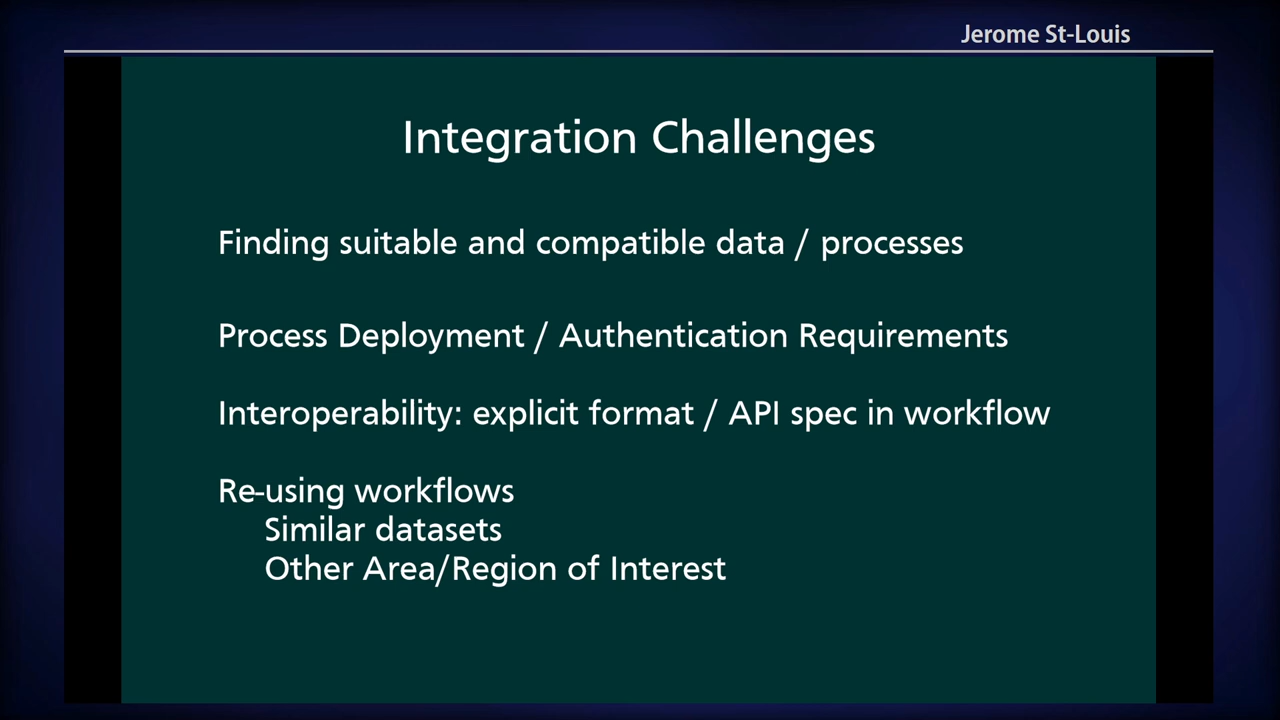 Jerome St-Louis
Integration Challenges
Finding suitable and compatible data / processes
Process Deployment / Authentication Requirements
Interoperability: explicit format / API spec in workflow
Re-using workflows
Similar datasets
Other Area/Region of Interest